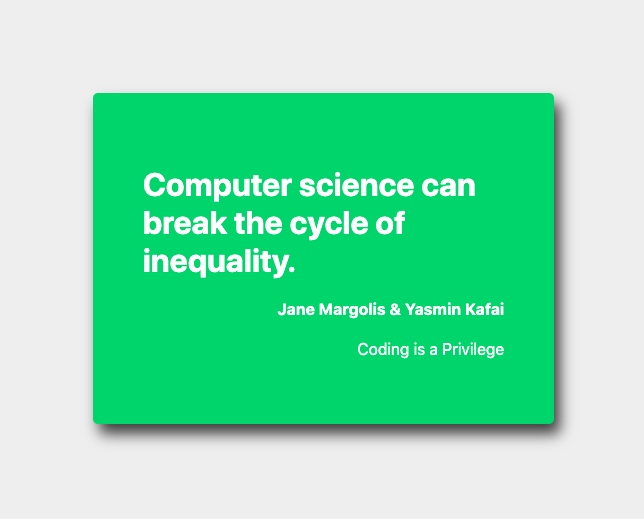 Computer science can
break the cycle of
inequality.
Jane Margolis & Yasmin Kafai
Coding is a Privilege